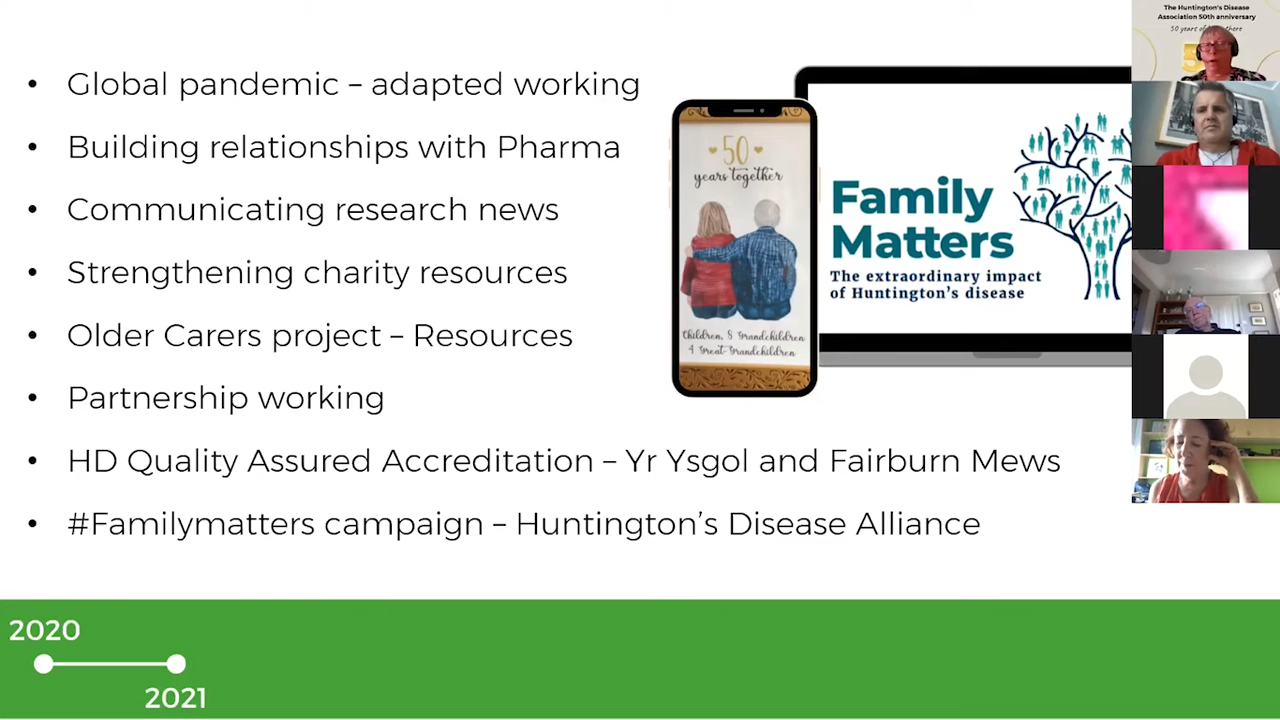 • Global pandemic – adapted working
• Building relationships with Pharma
• Communicating research news
• Strengthening charity resources
• Older Carers project – Resources
• Partnership working
• HD Quality Assured Accreditation – Yr Ysgol and Fairburn Mews
• #Familymatters campaign – Huntington's Disease Alliance
50
years together
Children, 8 Grandchildren
4 Great-Grandchildren
Family
Matters
The extraordinary impact
of Huntington's disease
The Huntington's Disease
Association 50th anniversary
50 years of
2020
2021